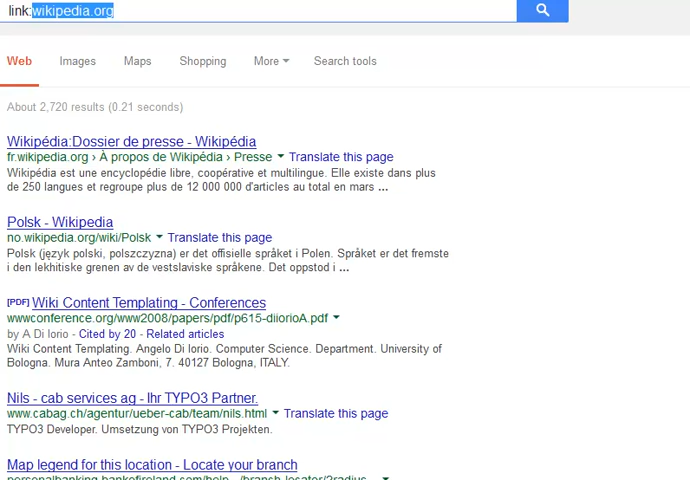 link:wikipedia.org
Web Images Maps Shopping More Search tools
About 2,720 results (0.21 seconds)
Wikipédia:Dossier de presse - Wikipédia
fr.wikipedia.org › À propos de Wikipédia › Presse Translate this page
Wikipédia est une encyclopédie libre, coopérative et multilingue. Elle existe dans plus
de 250 langues et regroupe plus de 12 000 000 d'articles au total en mars ...
Polsk - Wikipedia
no.wikipedia.org/wiki/Polsk Translate this page
Polsk (język polski, polszczyzna) er det offisielle språket i Polen. Språket er det fremste
i den lekhitiske grenen av de vestslaviske språkene. Det oppstod i ...
[PDF] Wiki Content Templating - Conferences
wwwconference.org/www2008/papers/pdf/p615-diiorioA.pdf
by A Di Iorio - Cited by 20 - Related articles
Wiki Content Templating. Angelo Di Iorio. Computer Science. Department. University of
Bologna. Mura Anteo Zamboni, 7. 40127 Bologna, ITALY.
Nils - cab services ag - Ihr TYPO3 Partner.
www.cabag.ch/agentur/ueber-cab/team/nils.html Translate this page
TYPO3 Developer. Umsetzung von TYPO3 Projekten.
Map legend for this location - Locate your branch
personalbanking.bankofireland.com/help.../branch-locator/?radius...